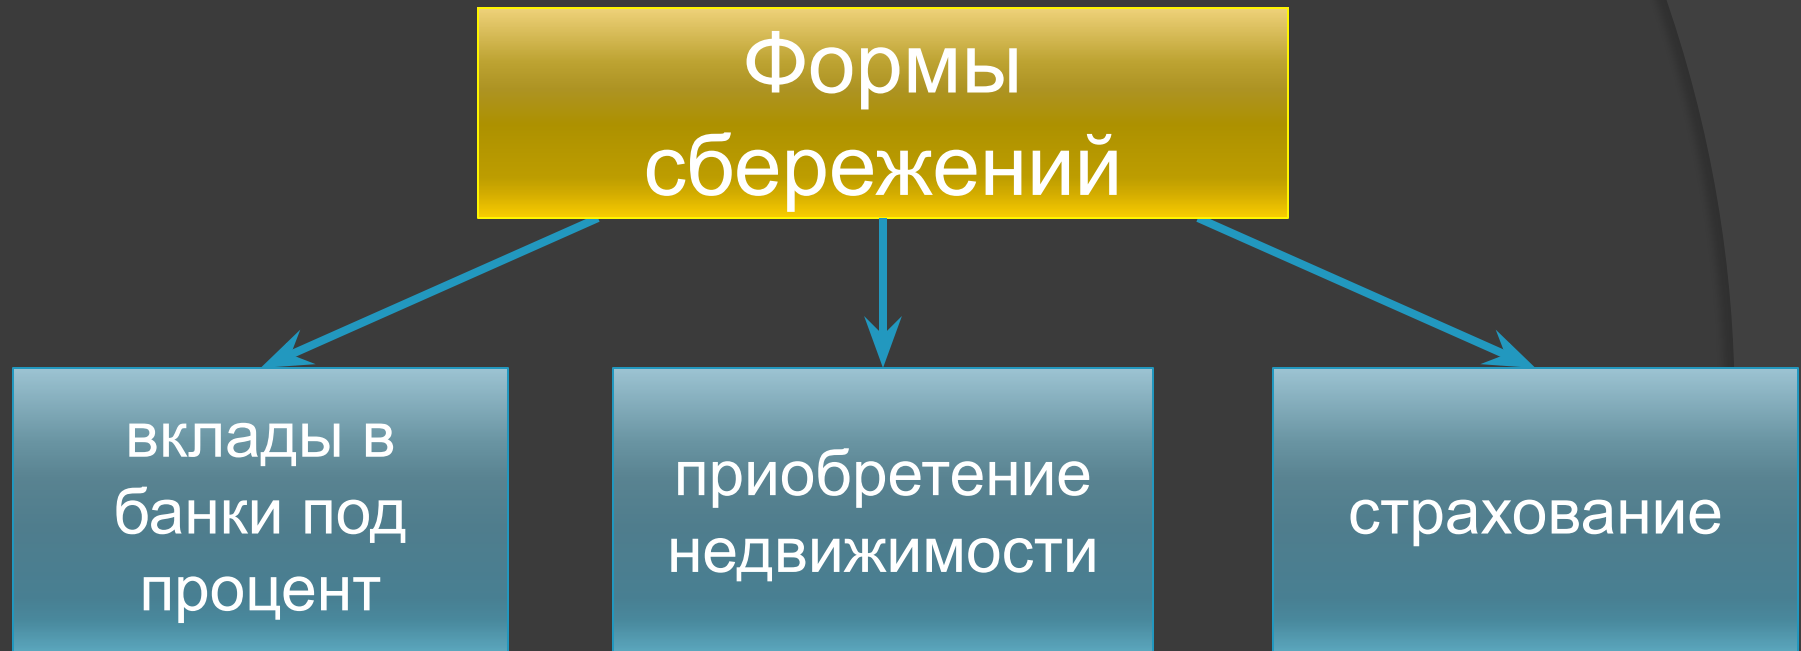 Формы
сбережений
вклады в
банки под
процент
приобретение
недвижимости
страхование